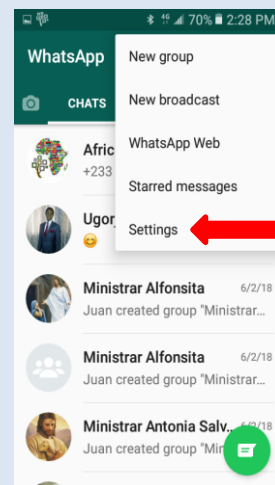 46 70% 2:28 PM
WhatsApp
New group
New broadcast
WhatsApp Web
Starred messages
Settings
CHATS
Afric
+233
Ugor
Ministrar Alfonsita 6/2/18
Juan created group "Ministrar...
Ministrar Alfonsita 6/2/18
Juan created group "Ministrar...
Ministrar Antonia Salv... 6/2/18
Juan created group "Mir